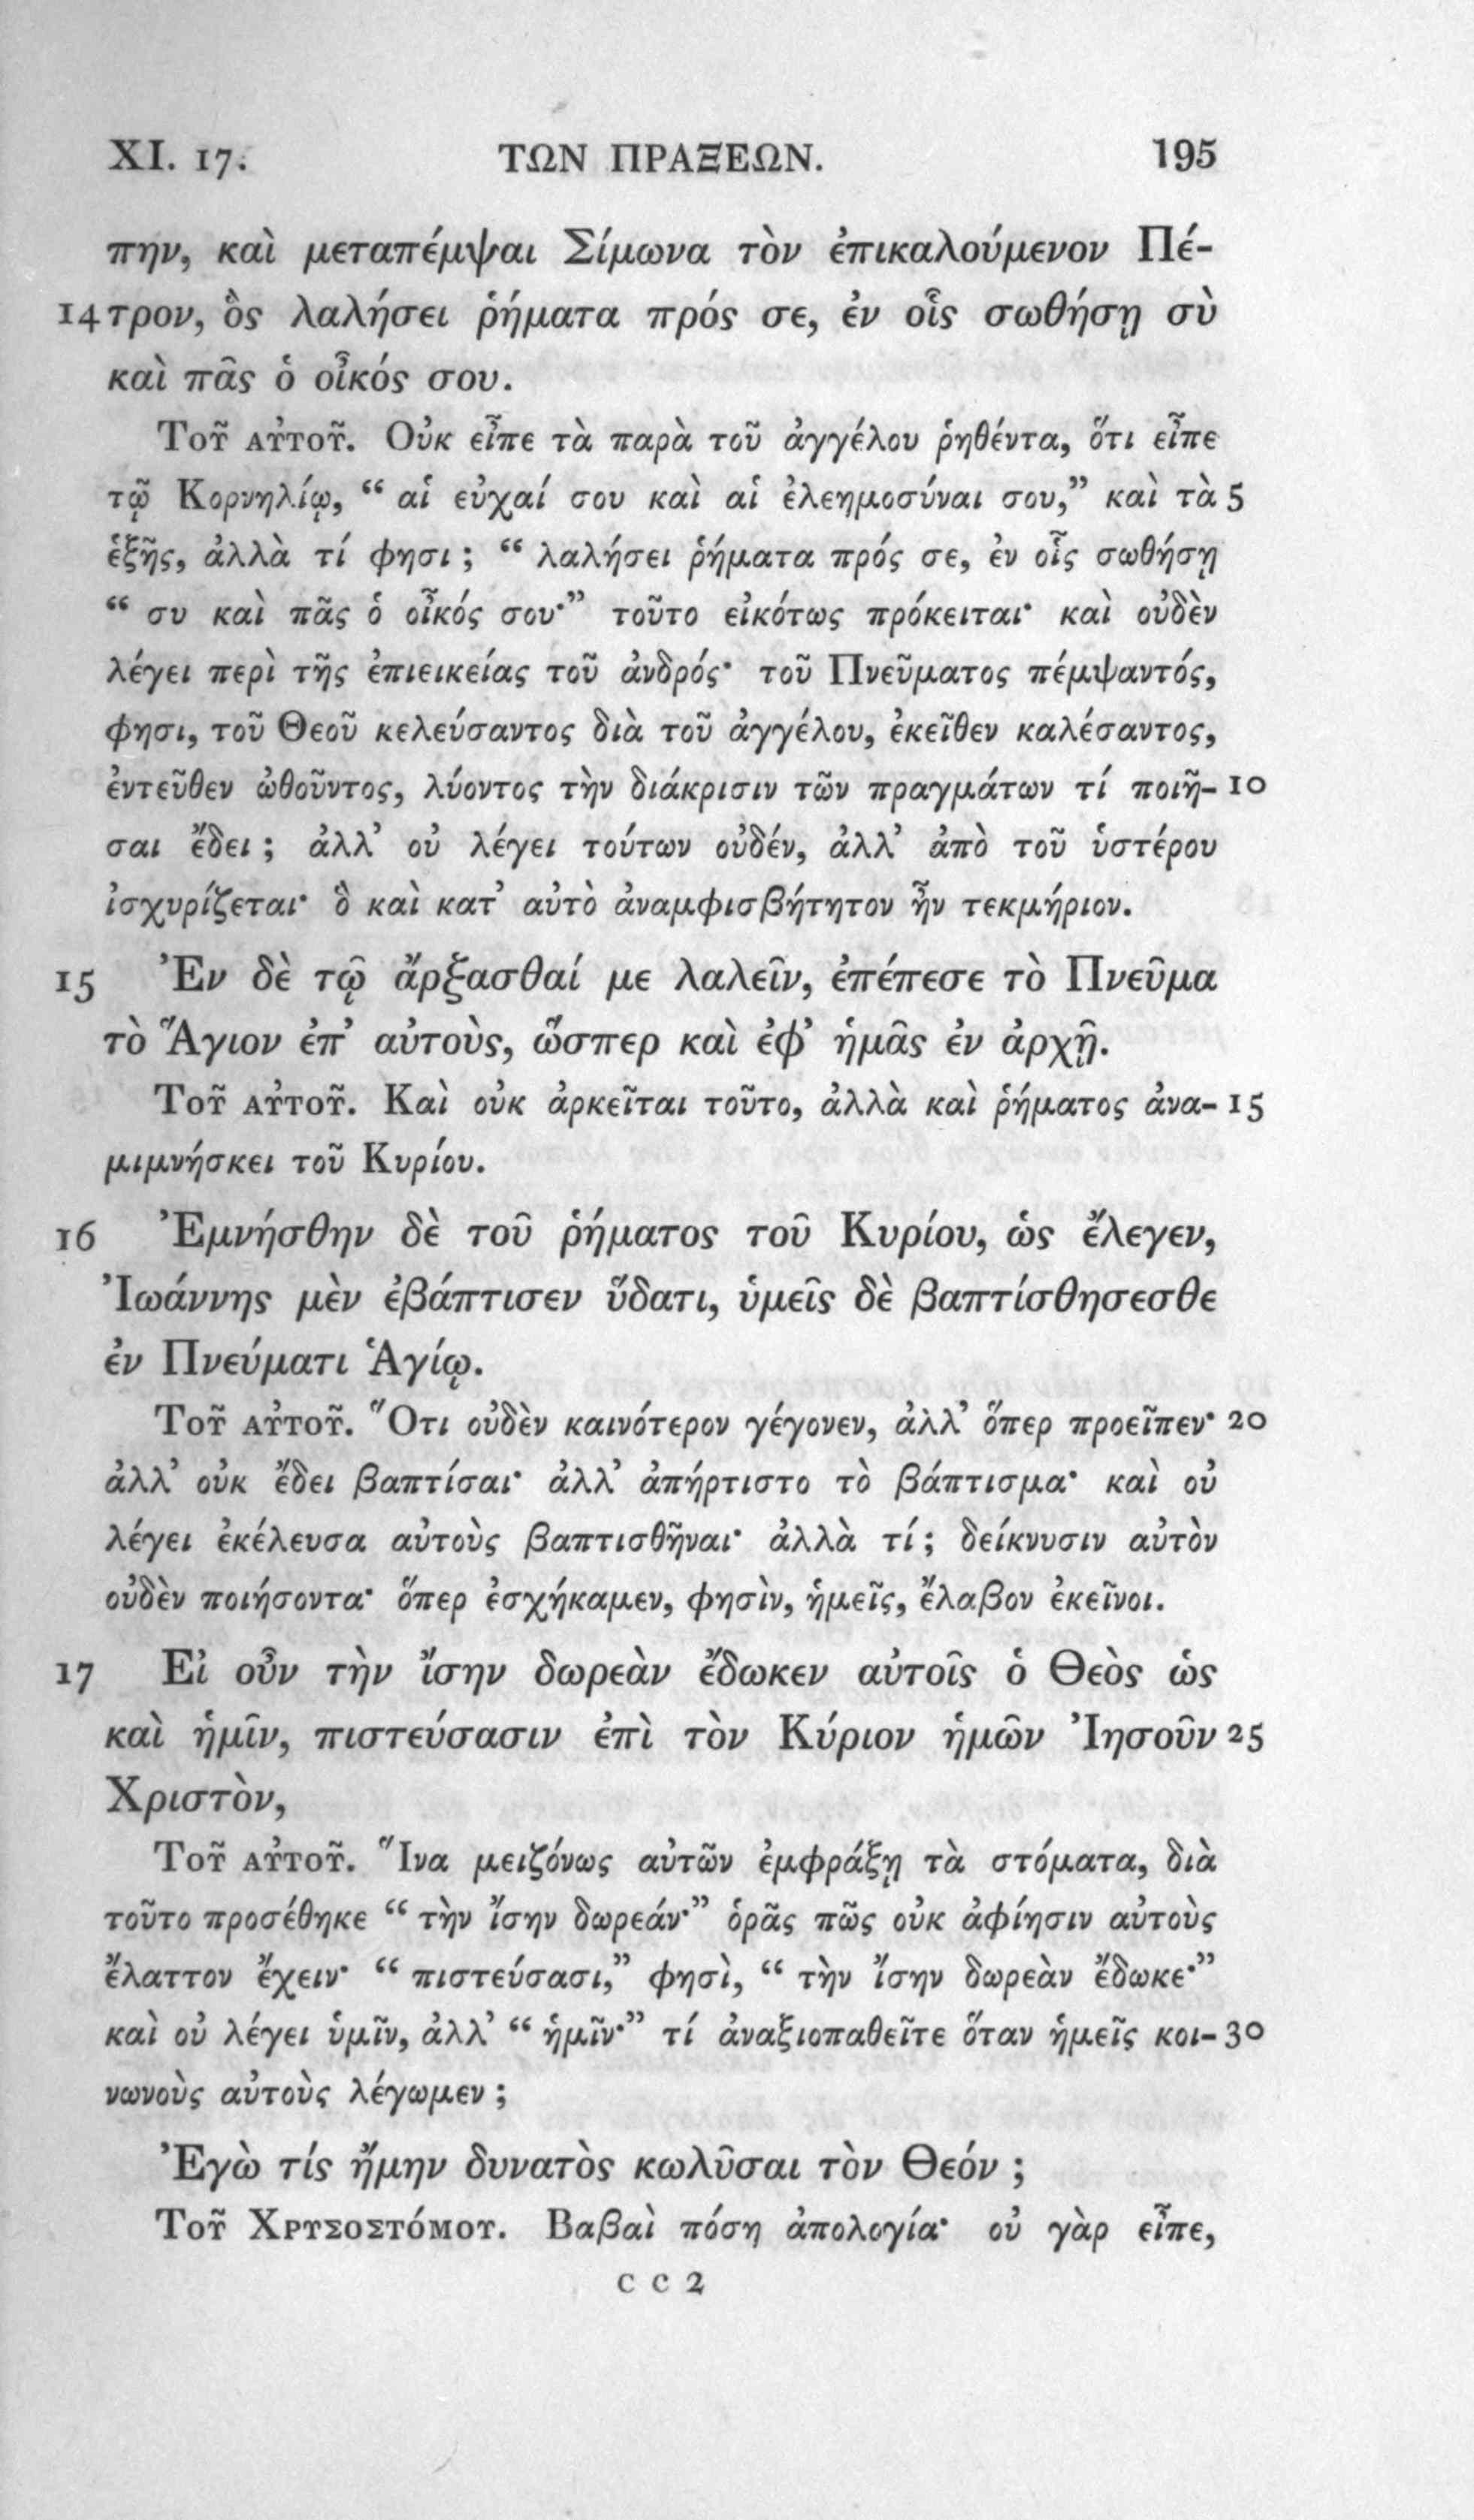 XI. 17. ΤΩΝ ΠΡΑΞΕΩΝ. 195
πην, καὶ μεταπέμψαι Σίμωνα τὸν ἐπικαλούμενον Πέ-
14 τρον, ὃς λαλήσει ῥήματα πρός σε, ἐν οἷς σωθήσῃ σὺ
καὶ πᾶς ὁ οἶκός σου.
Τοῦ αὐτοῦ. Οὐκ εἶπε τὰ παρὰ τοῦ ἀγγέλου ῥηθέντα, ὅτι εἶπε
τῷ Κορνηλίῳ, “ αἱ εὐχαί σου καὶ αἱ ἐλεημοσύναι σου,” καὶ τὰ 5
ἑξῆς, ἀλλὰ τί φησι ; “ λαλήσει ῥήματα πρός σε, ἐν οἷς σωθήσῃ
“ συ καὶ πᾶς ὁ οἶκός σου·” τοῦτο εἰκότως πρόκειται· καὶ οὐδὲν
λέγει περὶ τῆς ἐπιεικείας τοῦ ἀνδρός· τοῦ Πνεῦματος πέμψαντός,
φησι, τοῦ Θεοῦ κελεύσαντος διὰ τοῦ ἀγγέλου, ἐκεῖθεν καλέσαντος,
ἐντεῦθεν ὠθοῦντος, λύοντος τὴν διάκρισιν τῶν πραγμάτων τί ποιῆ- 10
σαι ἔδει ; ἀλλ’ οὐ λέγει τούτων οὐδέν, ἀλλ’ ἀπὸ τοῦ ὑστέρου
ἰσχυρίζεται· ὃ καὶ κατ’ αὐτὸ ἀναμφισβήτητον ἦν τεκμήριον.
15 Ἐν δὲ τῷ ἄρξασθαί με λαλεῖν, ἐπέπεσε τὸ Πνεῦμα
τὸ Ἅγιον ἐπ’ αὐτοὺς, ὥσπερ καὶ ἐφ’ ἡμᾶς ἐν ἀρχῇ.
Τοῦ αὐτοῦ. Καὶ οὐκ ἀρκεῖται τοῦτο, ἀλλὰ καὶ ῥήματος ἀνα- 15
μιμνήσκει τοῦ Κυρίου.
16 Ἐμνήσθην δὲ τοῦ ῥήματος τοῦ Κυρίου, ὡς ἔλεγεν,
Ἰωάννης μὲν ἐβάπτισεν ὕδατι, ὑμεῖς δὲ βαπτίσθησεσθε
ἐν Πνεύματι Ἁγίῳ.
Τοῦ αὐτοῦ. Ὅτι οὐδὲν καινότερον γέγονεν, ἀλλ’ ὅπερ προεῖπεν· 20
ἀλλ’ οὐκ ἔδει βαπτίσαι· ἀλλ’ ἀπήρτιστο τὸ βάπτισμα· καὶ οὐ
λέγει ἐκέλευσα αὐτοὺς βαπτισθῆναι· ἀλλὰ τί ; δείκνυσιν αὐτὸν
οὐδὲν ποιήσοντα· ὅπερ ἐσχήκαμεν, φησὶν, ἡμεῖς, ἔλαβον ἐκεῖνοι.
17 Εἰ οὖν τὴν ἴσην δωρεὰν ἔδωκεν αὐτοῖς ὁ Θεὸς ὡς
καὶ ἡμῖν, πιστεύσασιν ἐπὶ τὸν Κύριον ἡμῶν Ἰησοῦν 25
Χριστὸν,
Τοῦ αὐτοῦ. Ἵνα μειζόνως αὐτῶν ἐμφράξῃ τὰ στόματα, διὰ
τοῦτο προσέθηκε “ τὴν ἴσην δωρεάν·” ὁρᾶς πῶς οὐκ ἀφίησιν αὐτοὺς
ἔλαττον ἔχειν· “ πιστεύσασι,” φησὶ, “ τὴν ἴσην δωρεὰν ἔδωκε·”
καὶ οὐ λέγει ὑμῖν, ἀλλ’ “ ἡμῖν·” τί ἀναξιοπαθεῖτε ὅταν ἡμεῖς κοι- 30
νωνοὺς αὐτοὺς λέγωμεν ;
Ἐγὼ τίς ἤμην δυνατὸς κωλῦσαι τὸν Θεόν ;
Τοῦ Χρυσοστόμου. Βαβαὶ πόση ἀπολογία· οὐ γὰρ εἶπε,
c c 2